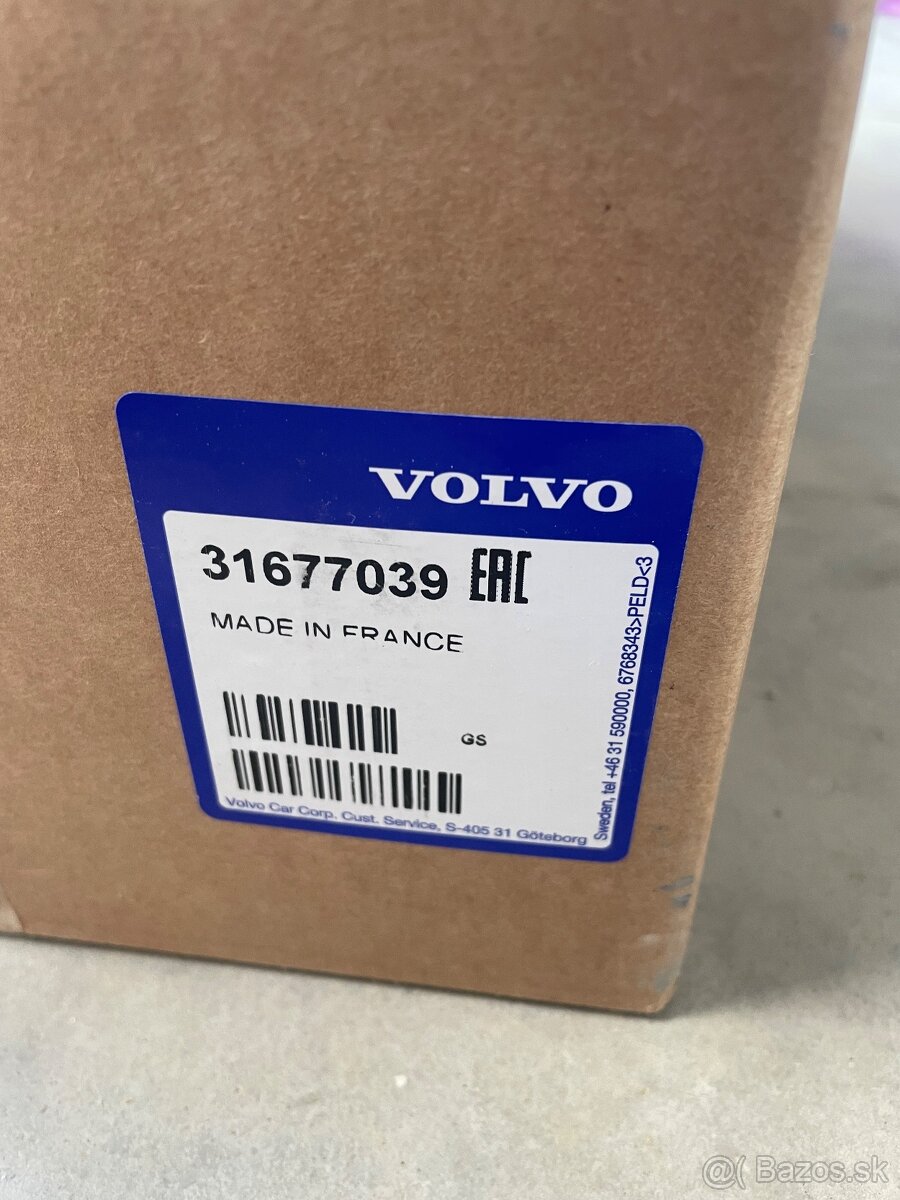 VOLVO
31677039 EAC
MADE IN FRANCE
GS
Volvo Car Corp. Cust. Service, S-405 31 Göteborg
Sweden, tel +46 31 590000, 6768343>PELD<3
@( Bazos.sk